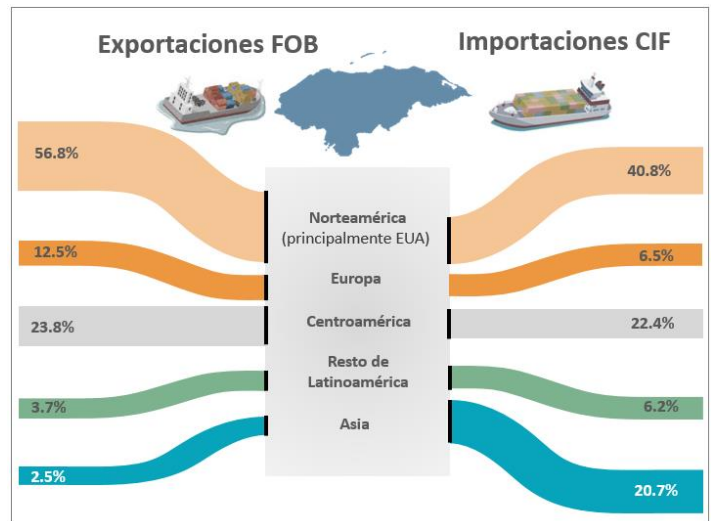 Exportaciones FOB
Importaciones CIF
56.8%
40.8%
Norteamérica
(principalmente EUA)
12.5%
6.5%
Europa
23.8%
Centroamérica
22.4%
Resto de
Latinoamérica
3.7%
6.2%
Asia
2.5%
20.7%